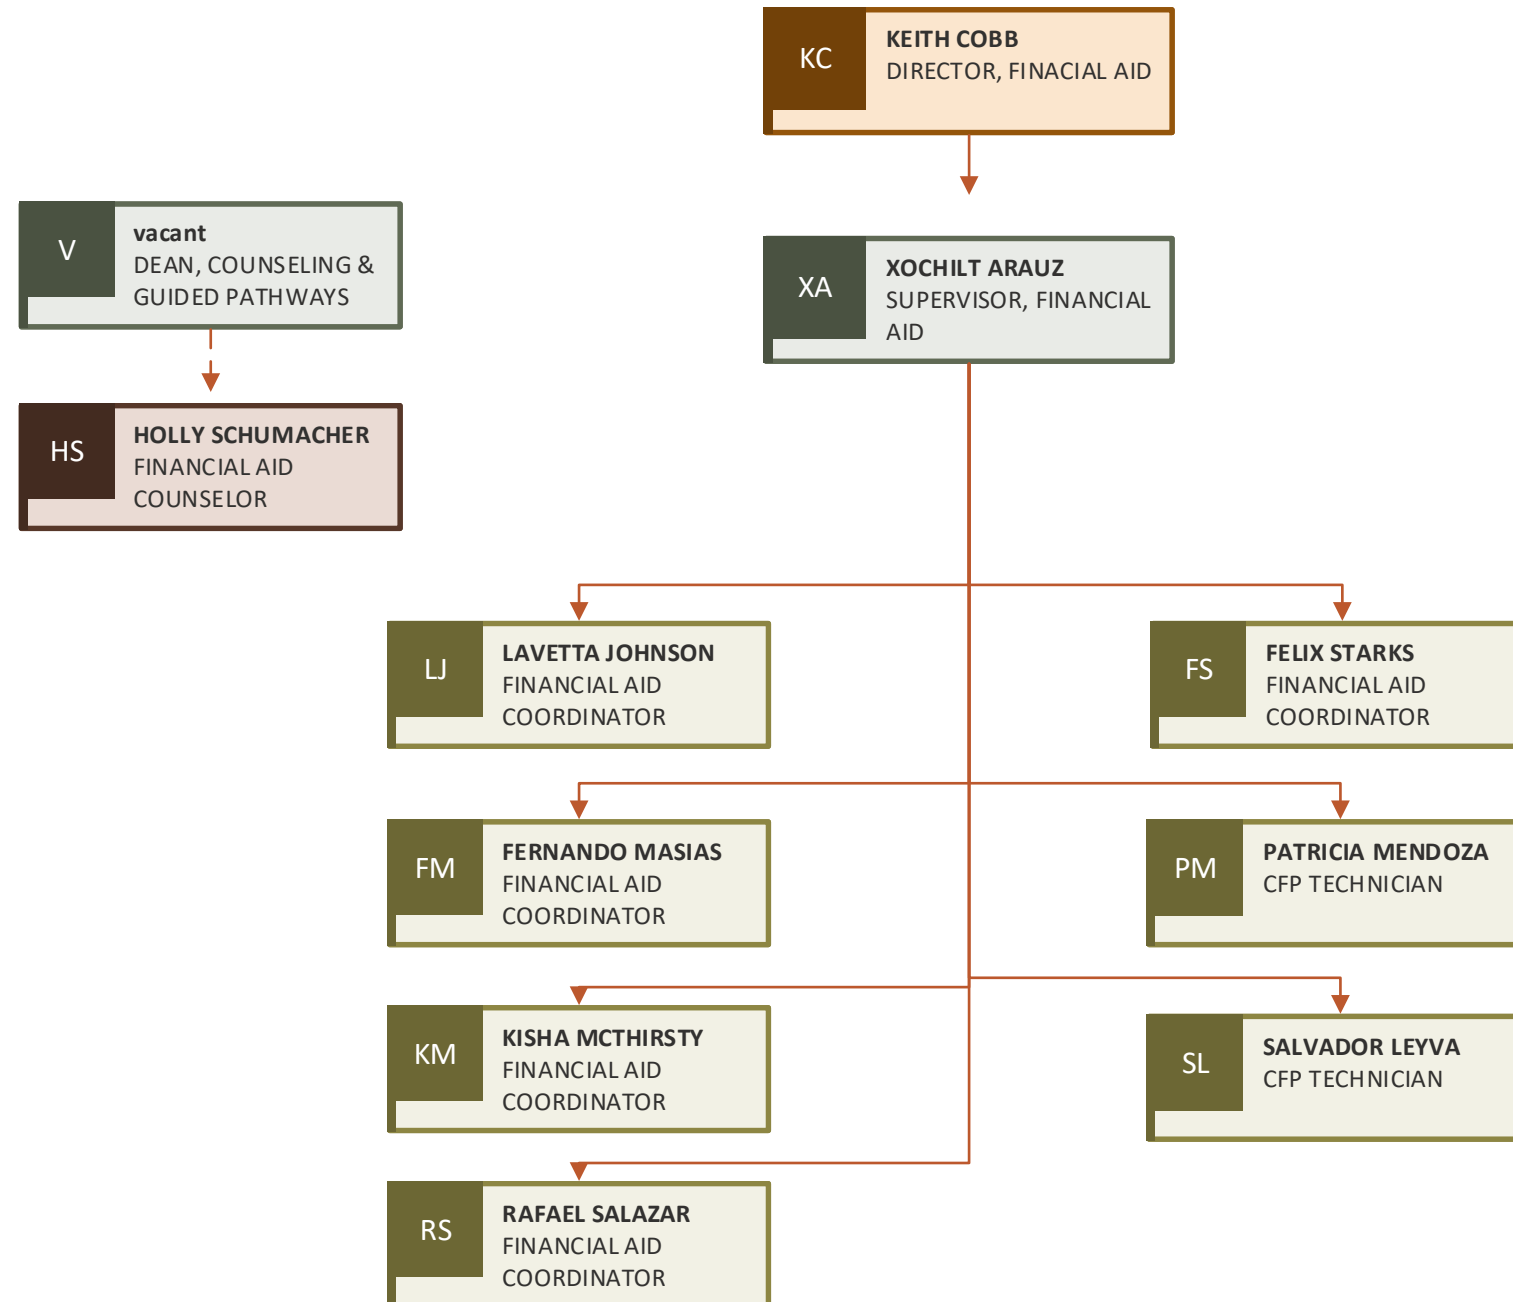 KC
KEITH COBB
DIRECTOR, FINACIAL AID
V
vacant
DEAN, COUNSELING &
GUIDED PATHWAYS
XA
XOCHILT ARAUZ
SUPERVISOR, FINANCIAL
AID
HS
HOLLY SCHUMACHER
FINANCIAL AID
COUNSELOR
LJ
LAVETTA JOHNSON
FINANCIAL AID
COORDINATOR
FS
FELIX STARKS
FINANCIAL AID
COORDINATOR
FM
FERNANDO MASIAS
FINANCIAL AID
COORDINATOR
PM
PATRICIA MENDOZA
CFP TECHNICIAN
KM
KISHA MCTHIRSTY
FINANCIAL AID
COORDINATOR
SL
SALVADOR LEYVA
CFP TECHNICIAN
RS
RAFAEL SALAZAR
FINANCIAL AID
COORDINATOR